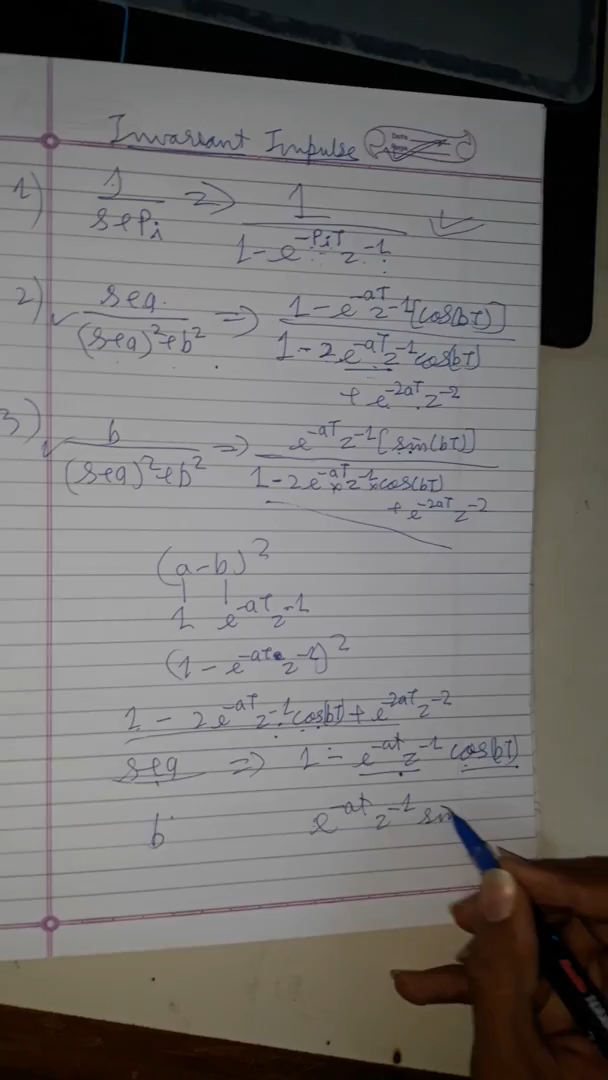 Invariant Impulse
1) 1/(s+Pi) => 1/(1-e^-PiT z^-1)
2) (s+a)/((s+a)^2+b^2) => (1-e^-aT z^-1[cos(bT)])/(1-2e^-aT z^-1 cos(bT) + e^-2aT z^-2)
3) b/((s+a)^2+b^2) => (e^-aT z^-1[sin(bT)])/(1-2e^-aT z^-1 cos(bT) + e^-2aT z^-2)
(a-b)^2
1 e^-aT z^-1
(1-e^-aT z^-1)^2
1 - 2e^-aT z^-1 cos(bT) + e^-2aT z^-2
s+a => 1 - e^-aT z^-1 cos(bT)
b e^-aT z^-1 sin